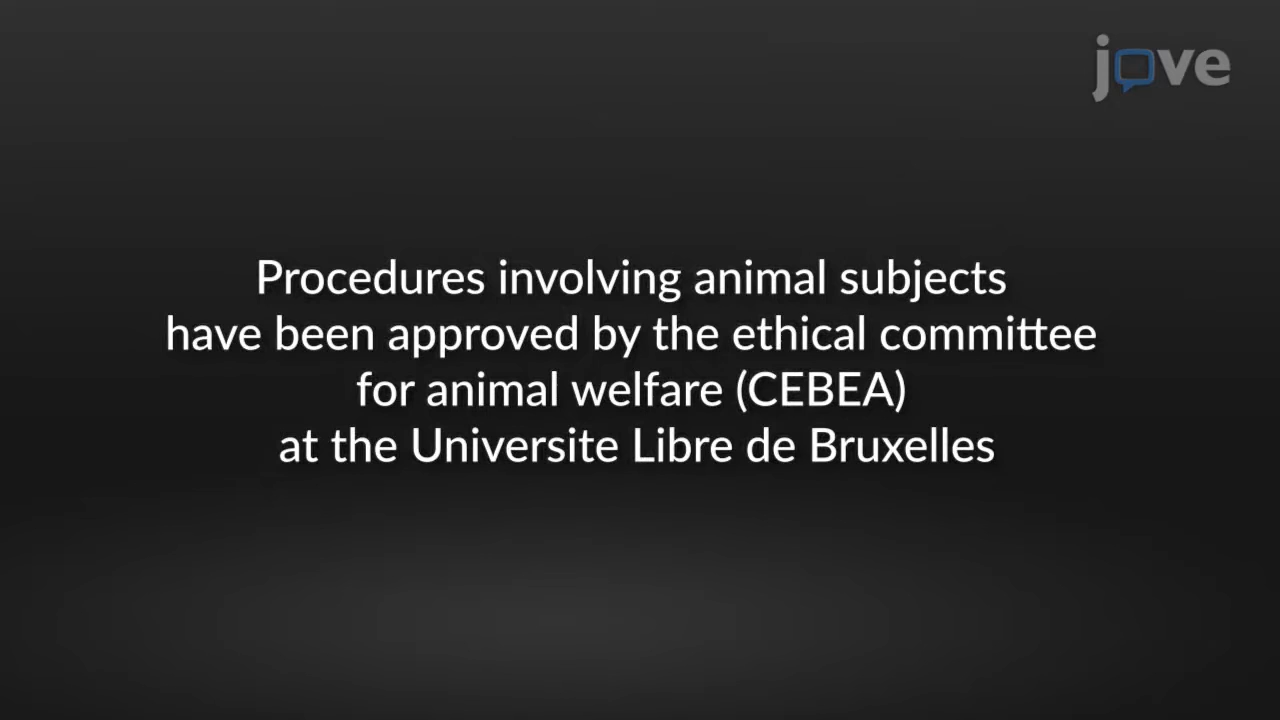 jove
Procedures involving animal subjects
have been approved by the ethical committee
for animal welfare (CEBEA)
at the Universite Libre de Bruxelles